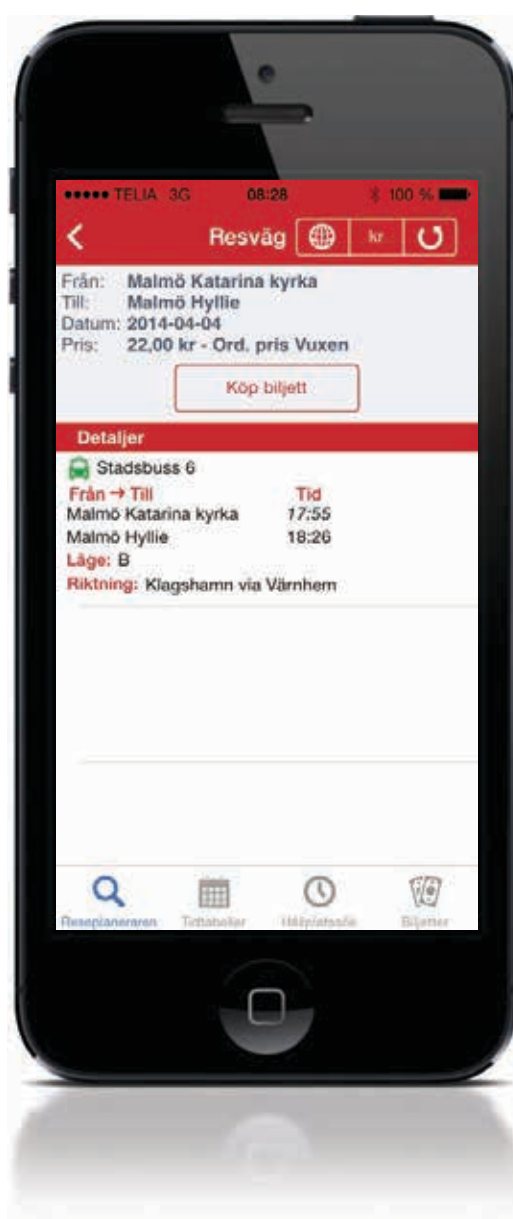 TELIA 3G 08:28 100 %
Resväg kr
Från: Malmö Katarina kyrka
Till: Malmö Hyllie
Datum: 2014-04-04
Pris: 22,00 kr - Ord. pris Vuxen
Köp biljett
Detaljer
Stadsbuss 6
Från → Till Tid
Malmö Katarina kyrka 17:55
Malmö Hyllie 18:26
Läge: B
Riktning: Klagshamn via Värnhem
Reseplaneraren Tidtabeller Biljetter